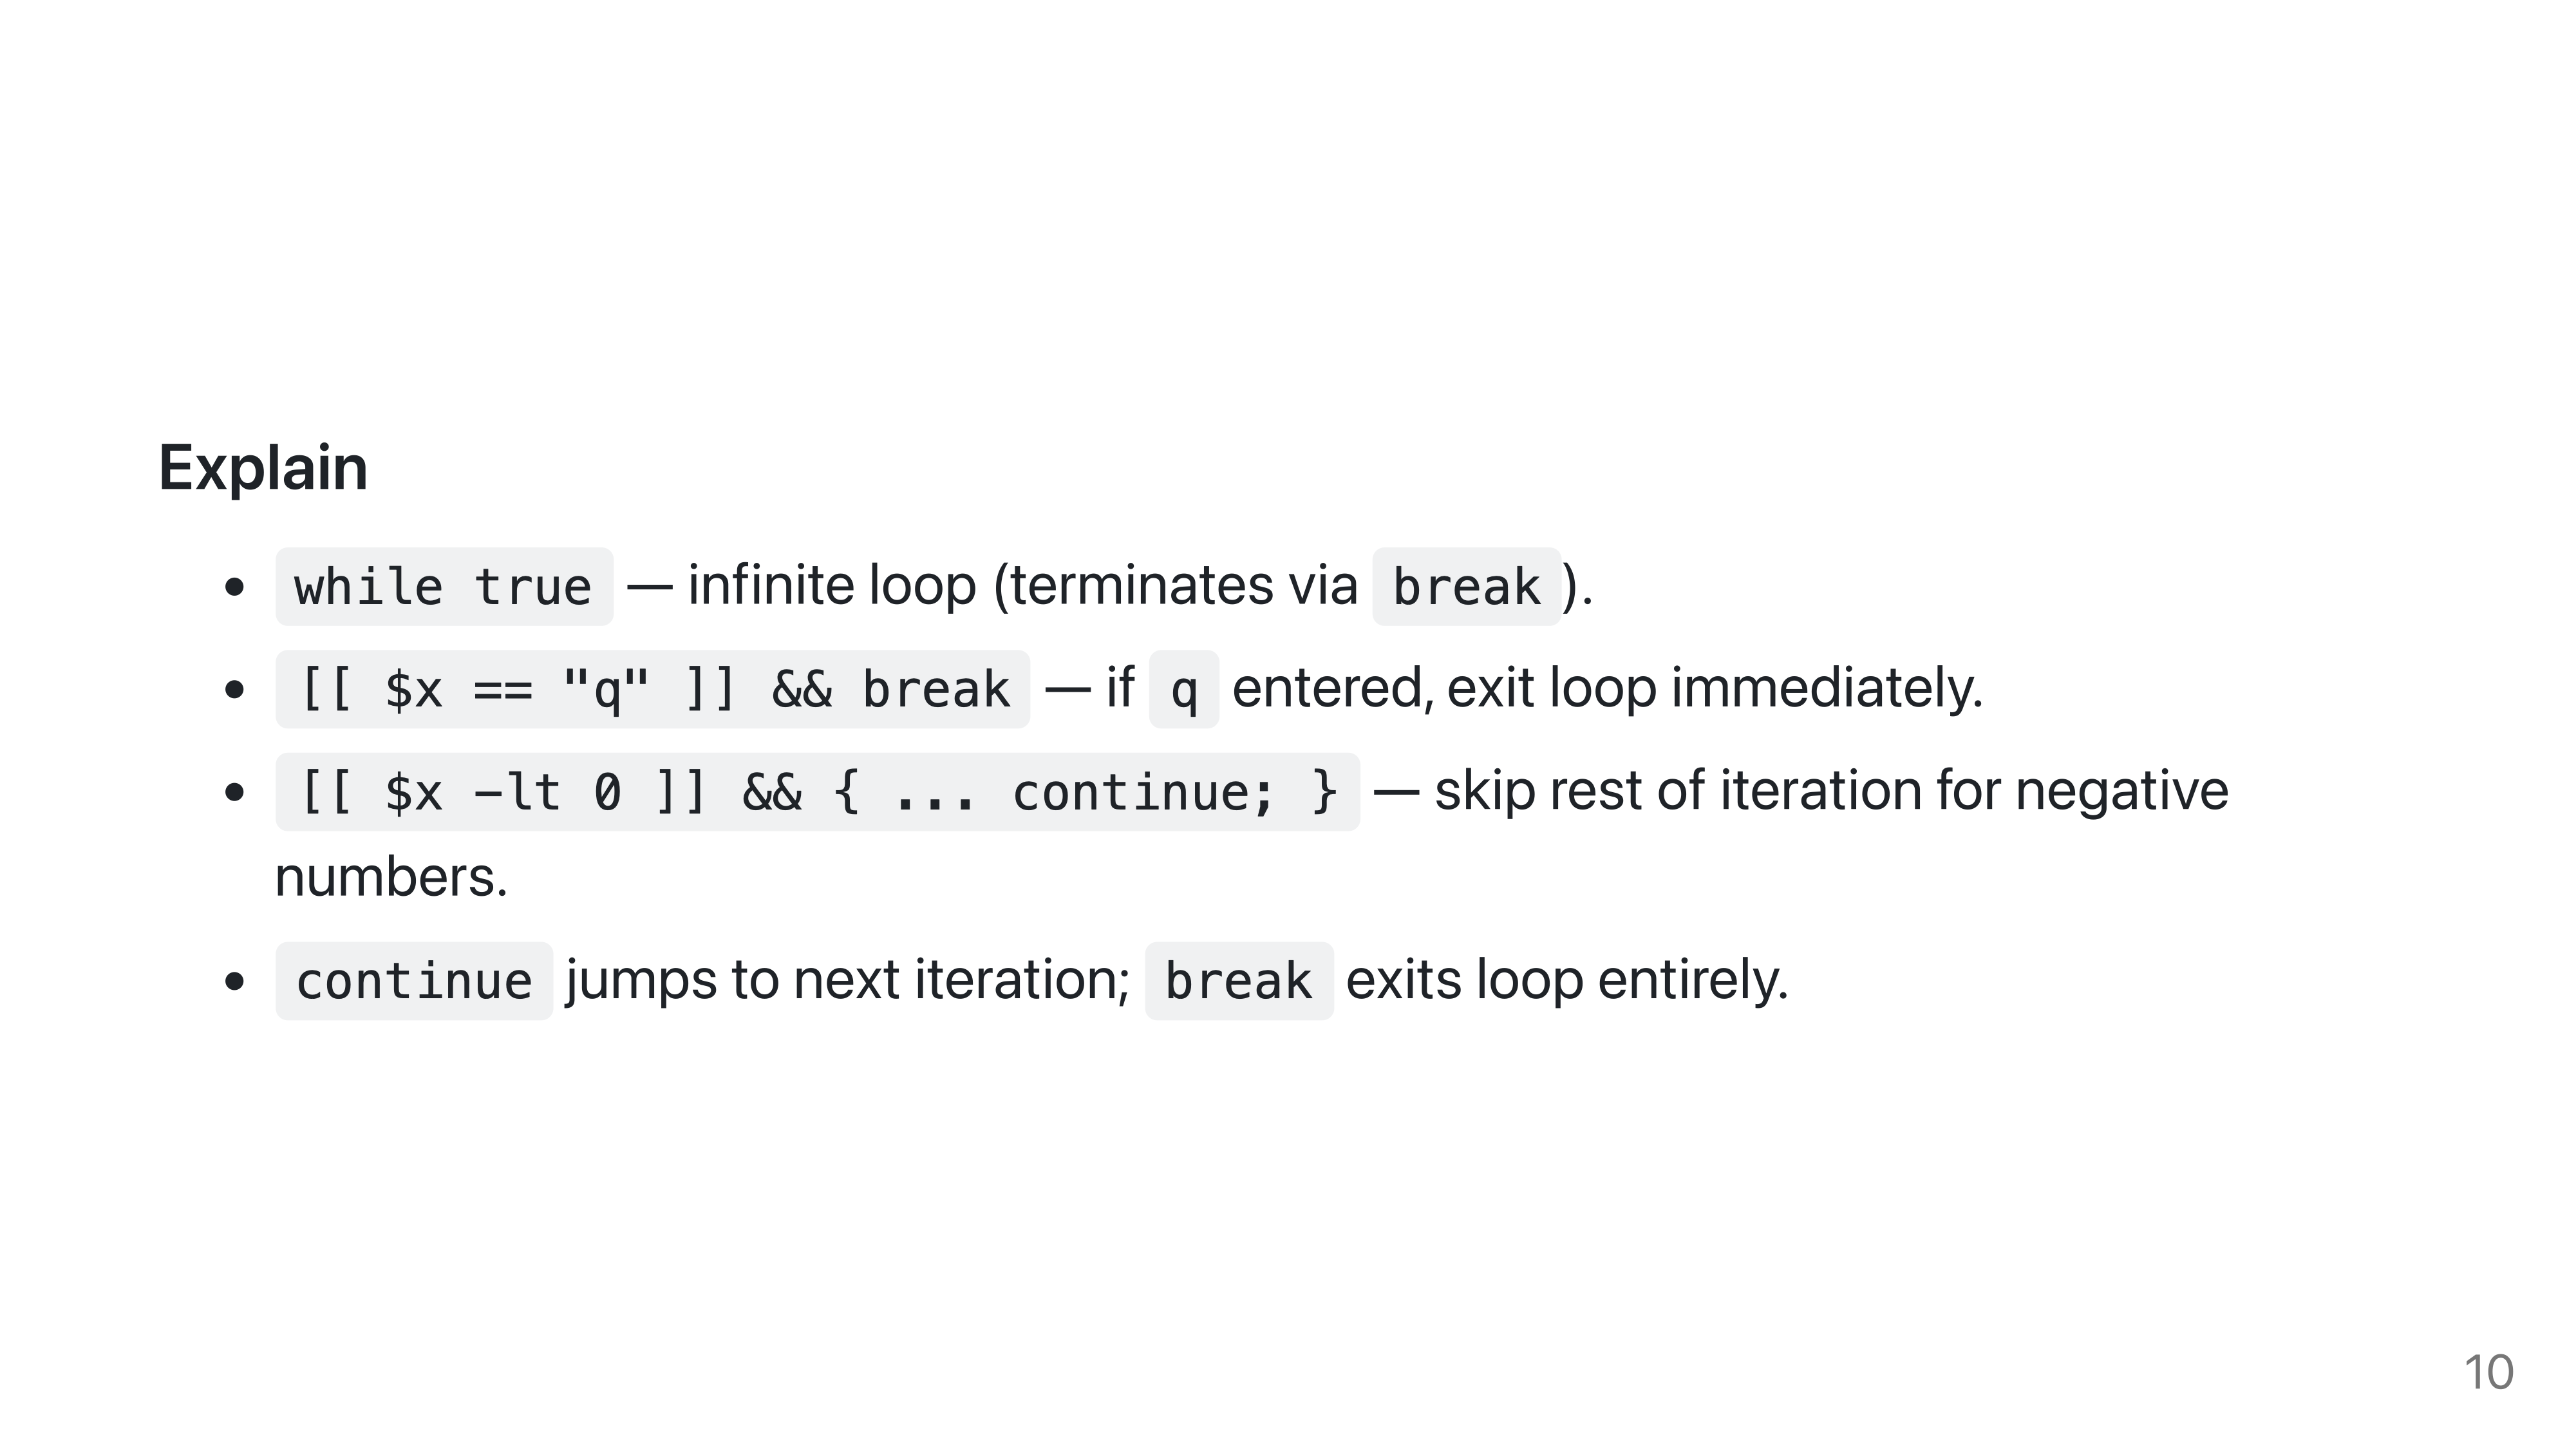 Explain
• while true — infinite loop (terminates via break).
• [[ $x == "q" ]] && break — if q entered, exit loop immediately.
• [[ $x -lt 0 ]] && { ... continue; } — skip rest of iteration for negative
numbers.
• continue jumps to next iteration; break exits loop entirely.
10